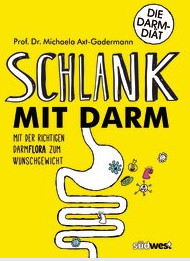 DIE
DARM-
DIÄT
Prof. Dr. Michaela Axt-Gadermann
SCHLANK
MIT DARM
MIT DER RICHTIGEN
DARMFLORA ZUM
WUNSCHGEWICHT
südwest